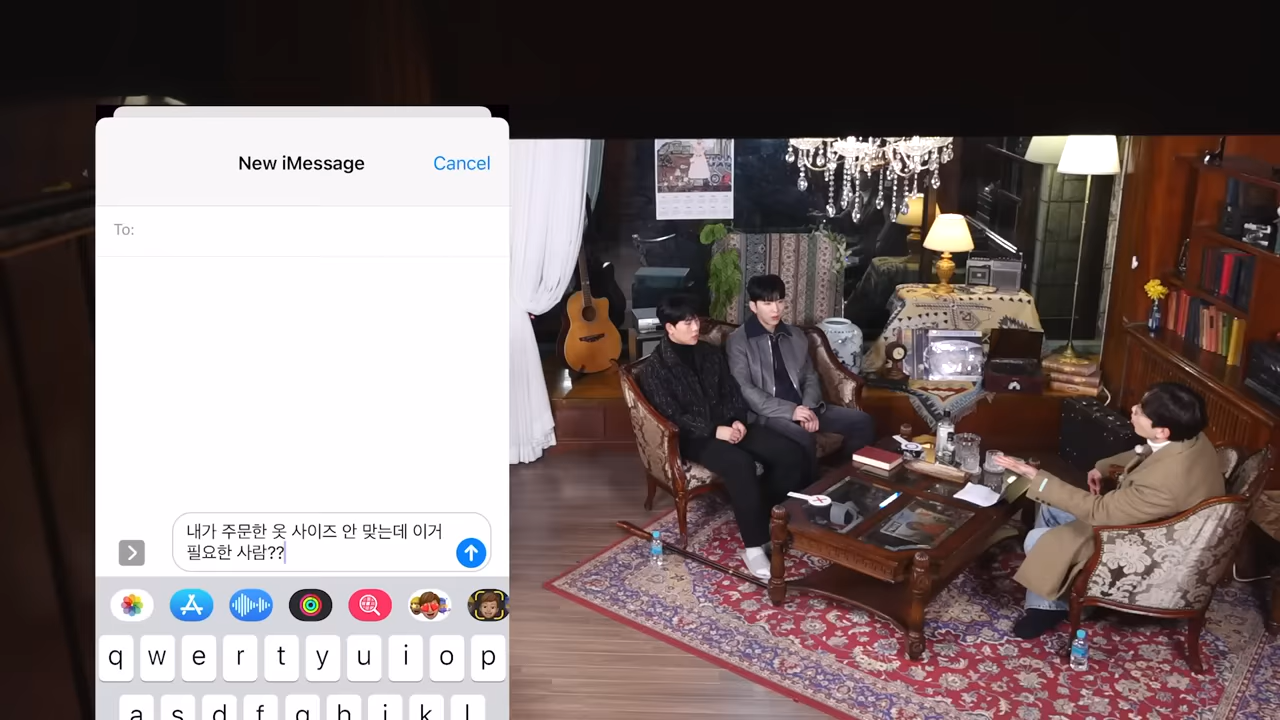 New iMessage
Cancel
To:
내가 주문한 옷 사이즈 안 맞는데 이거
필요한 사람??
q w e r t y u i o p
a s d f g h j k l